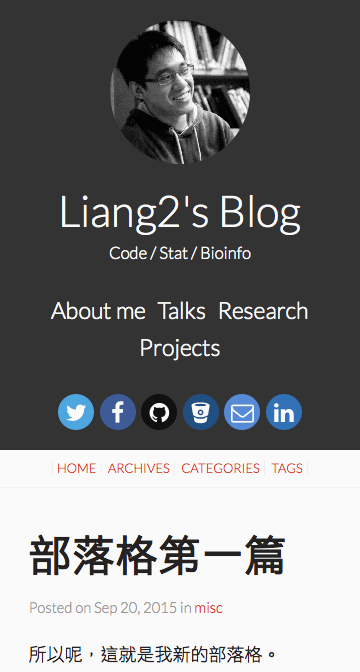 Liang2's Blog
Code / Stat / Bioinfo
About me Talks Research
Projects
HOME ARCHIVES CATEGORIES TAGS
部落格第一篇
Posted on Sep 20, 2015 in misc
所以呢，這就是我新的部落格。